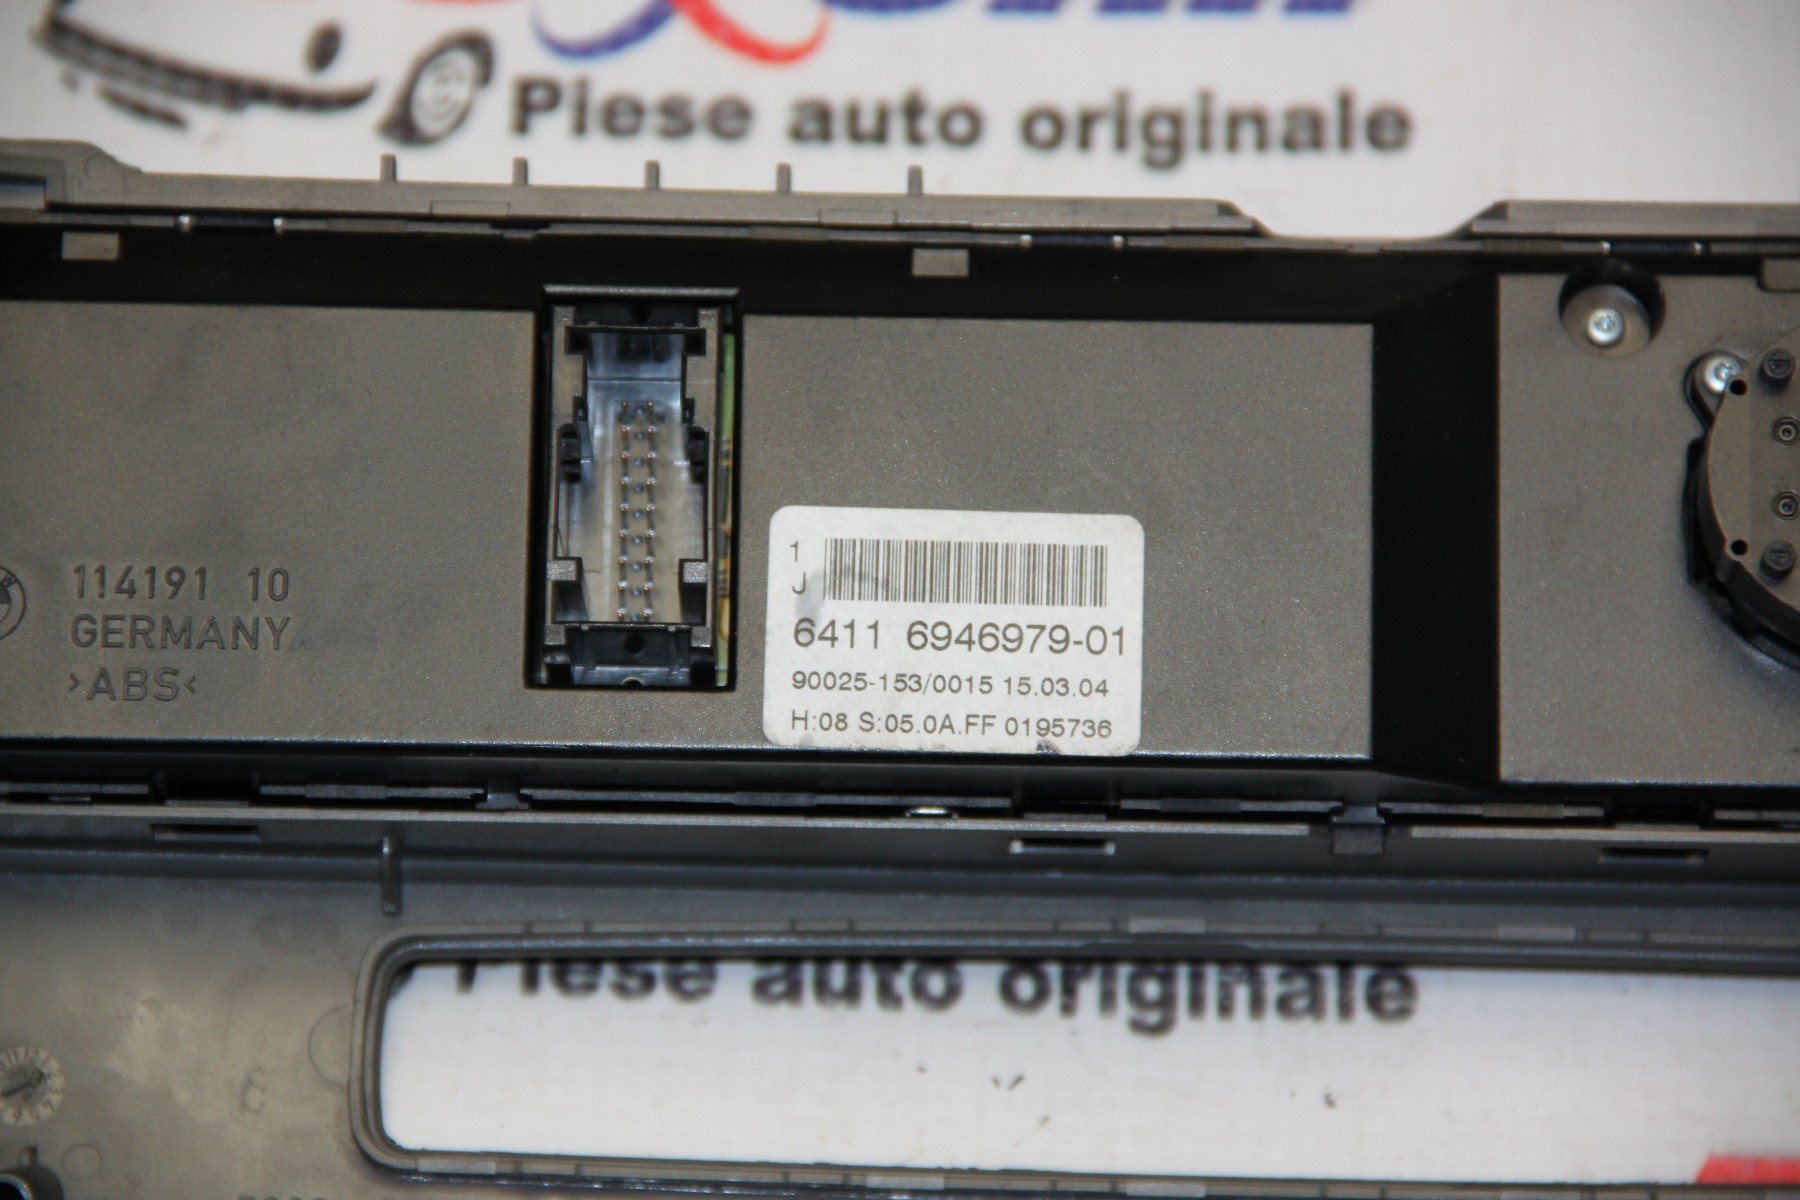 Piese auto originale
114191 10
GERMANY
>ABS<
1
J
6411 6946979-01
90025-153/0015 15.03.04
H:08 S:05.0A.FF 0195736
Piese auto originale